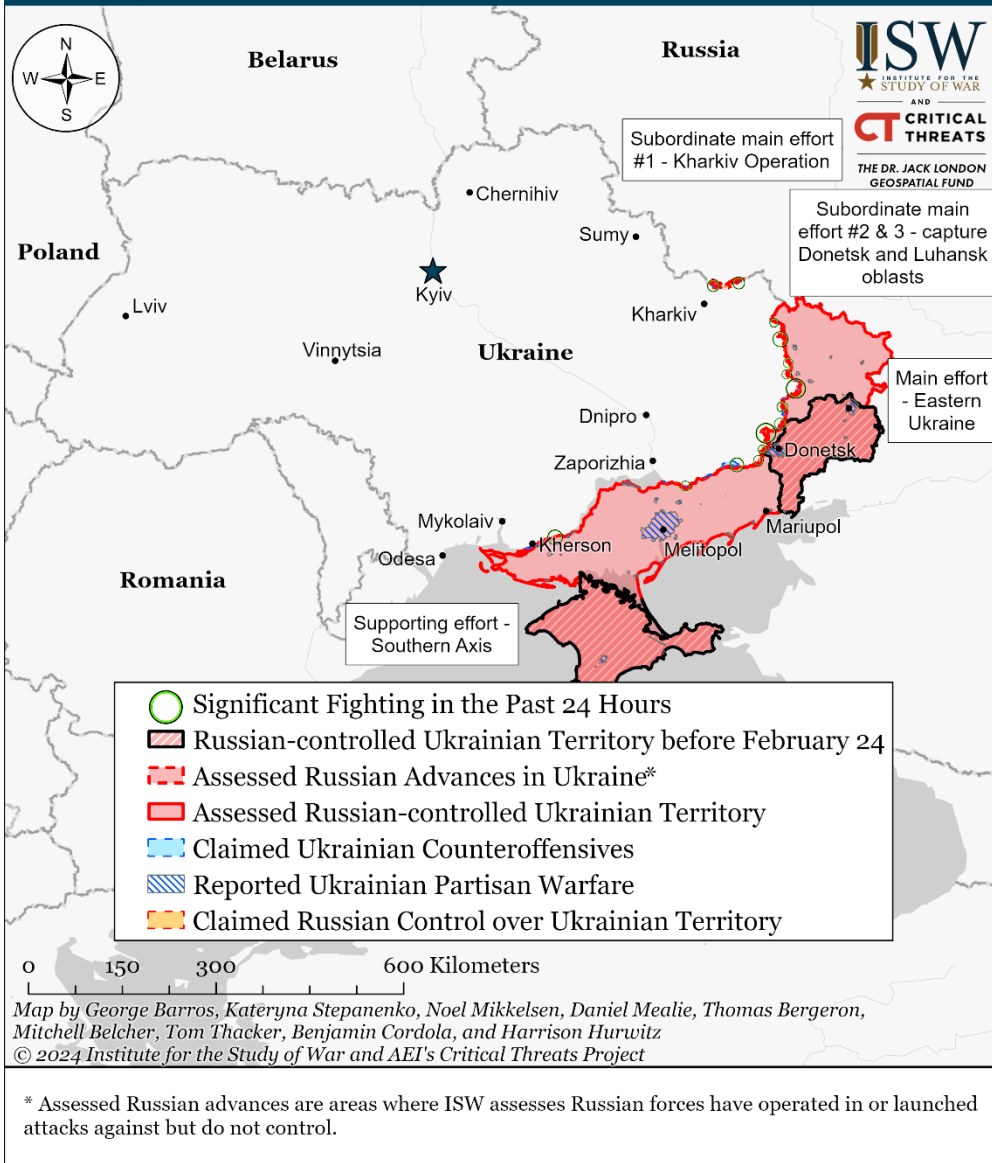 N
W
E
S
Belarus
Russia
ISW
INSTITUTE FOR THE
STUDY OF WAR
AND
CT CRITICAL
THREATS
THE DR. JACK LONDON
GEOSPATIAL FUND
Subordinate main effort
#1 - Kharkiv Operation
Subordinate main
effort #2 & 3 - capture
Donetsk and Luhansk
oblasts
Chernihiv
Sumy
Poland
Kyiv
Lviv
Kharkiv
Vinnytsia
Ukraine
Main effort
- Eastern
Ukraine
Dnipro
Donetsk
Zaporizhia
Mykolaiv
Mariupol
Kherson
Melitopol
Odesa
Romania
Supporting effort -
Southern Axis
Significant Fighting in the Past 24 Hours
Russian-controlled Ukrainian Territory before February 24
Assessed Russian Advances in Ukraine*
Assessed Russian-controlled Ukrainian Territory
Claimed Ukrainian Counteroffensives
Reported Ukrainian Partisan Warfare
Claimed Russian Control over Ukrainian Territory
0 150 300 600 Kilometers
Map by George Barros, Kateryna Stepanenko, Noel Mikkelsen, Daniel Mealie, Thomas Bergeron,
Mitchell Belcher, Tom Thacker, Benjamin Cordola, and Harrison Hurwitz
© 2024 Institute for the Study of War and AEI's Critical Threats Project
* Assessed Russian advances are areas where ISW assesses Russian forces have operated in or launched
attacks against but do not control.